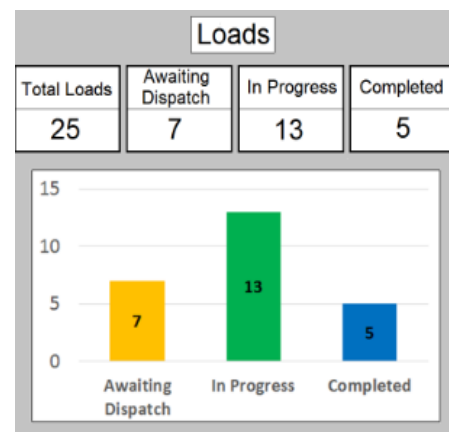 Loads
Total Loads
Awaiting
Dispatch
In Progress
Completed
25
7
13
5
15
10
5
0
7
13
5
Awaiting
Dispatch
In Progress
Completed